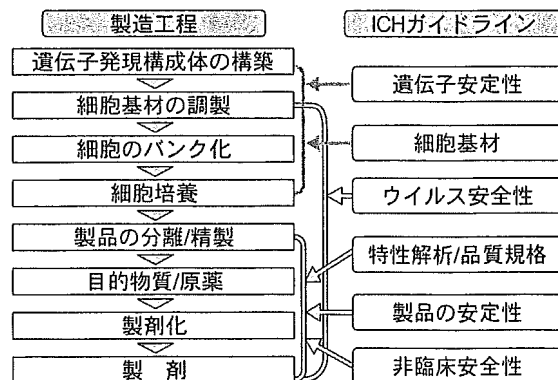 製造工程
遺伝子発現構成体の構築
細胞基材の調製
細胞のバンク化
細胞培養
製品の分離/精製
目的物質/原薬
製剤化
製 剤
ICHガイドライン
遺伝子安定性
細胞基材
ウイルス安全性
特性解析/品質規格
製品の安定性
非臨床安全性